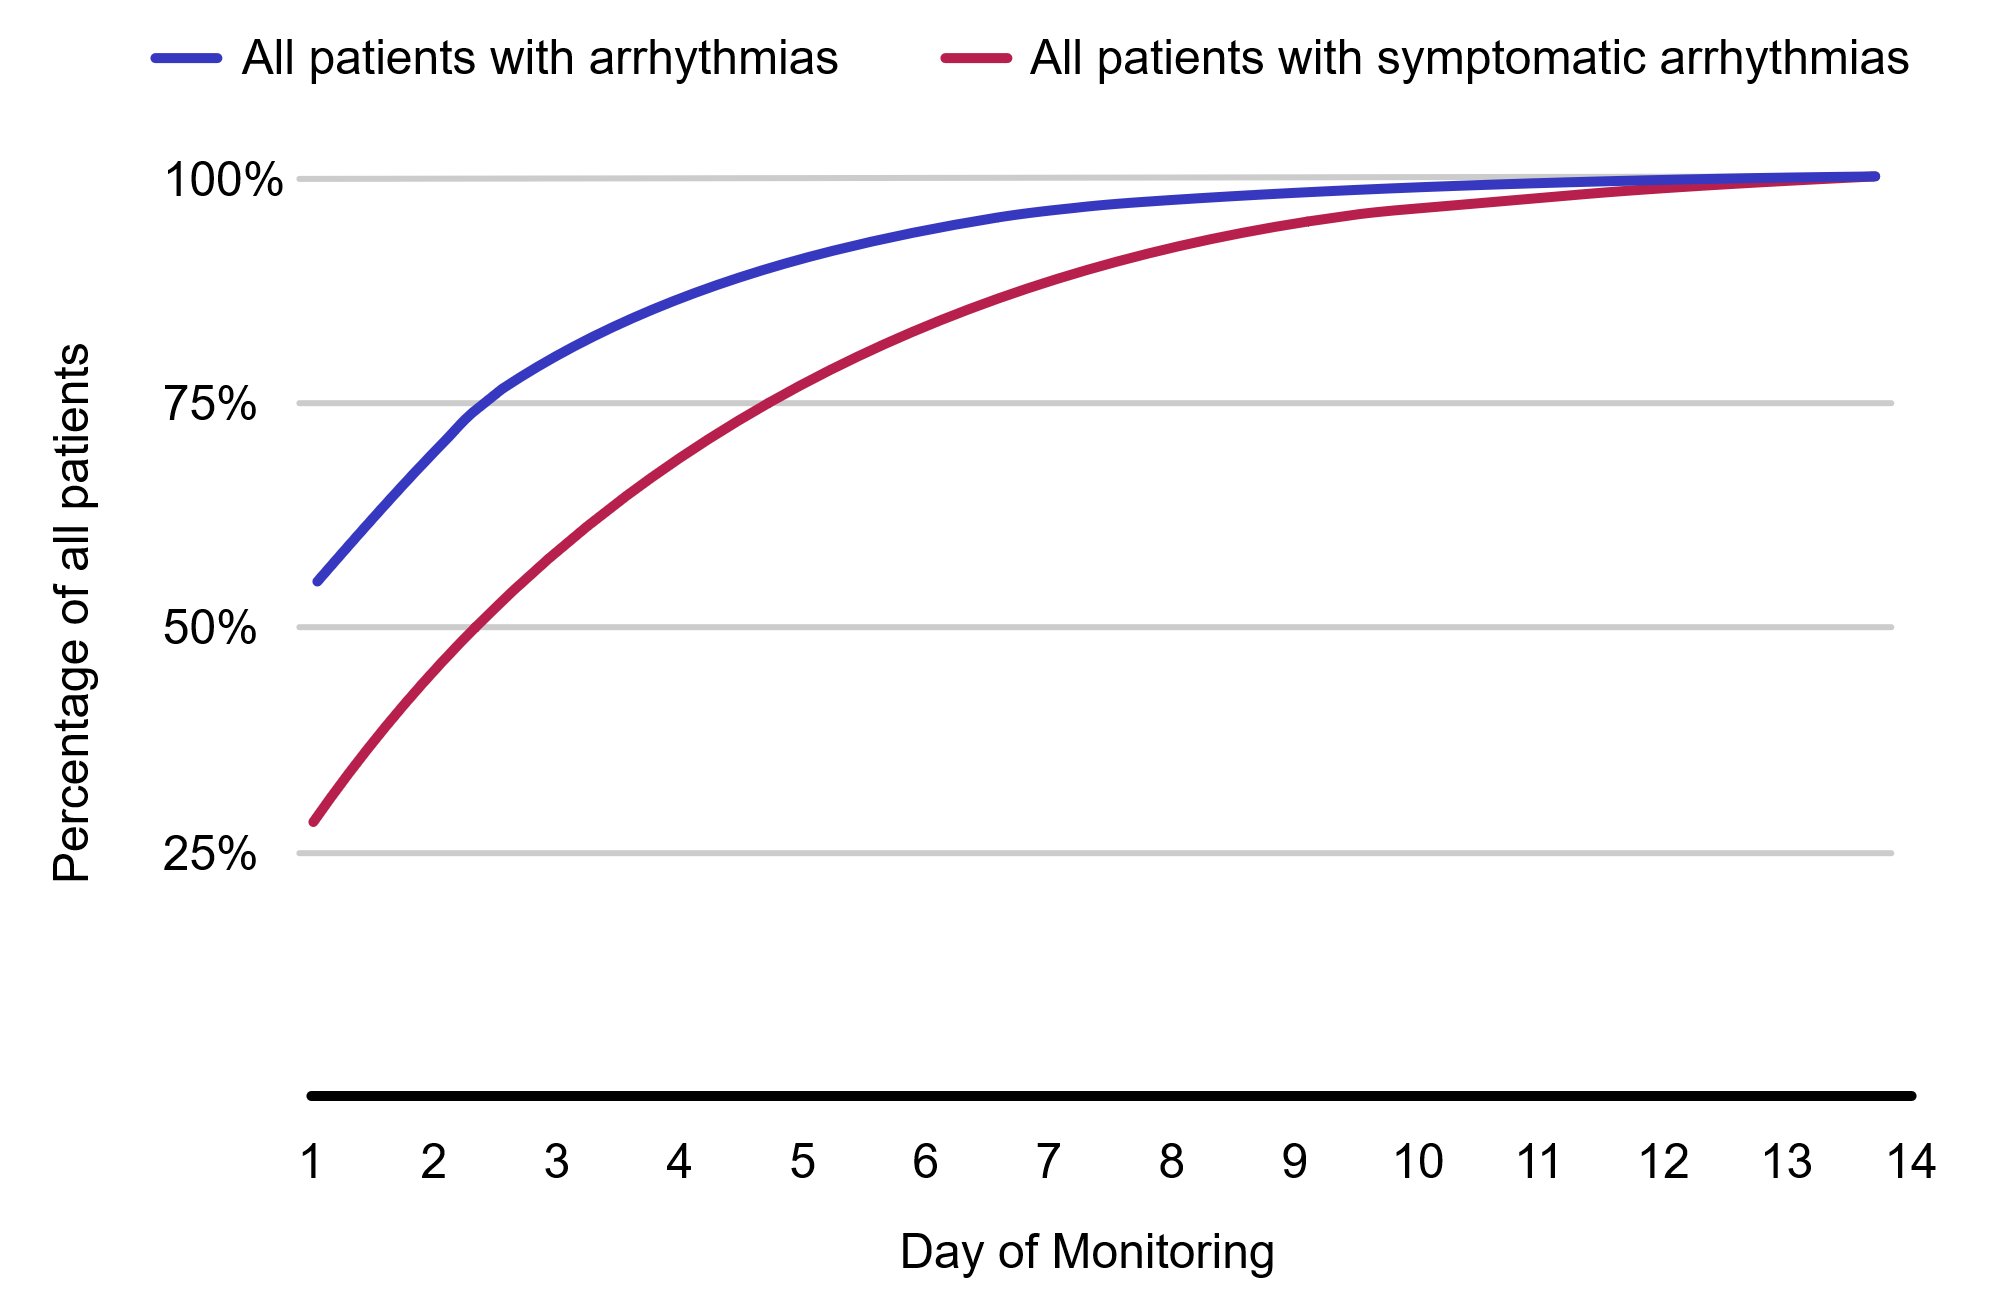 All patients with arrhythmias
All patients with symptomatic arrhythmias
100%
75%
50%
25%
Percentage of all patients
1 2 3 4 5 6 7 8 9 10 11 12 13 14
Day of Monitoring